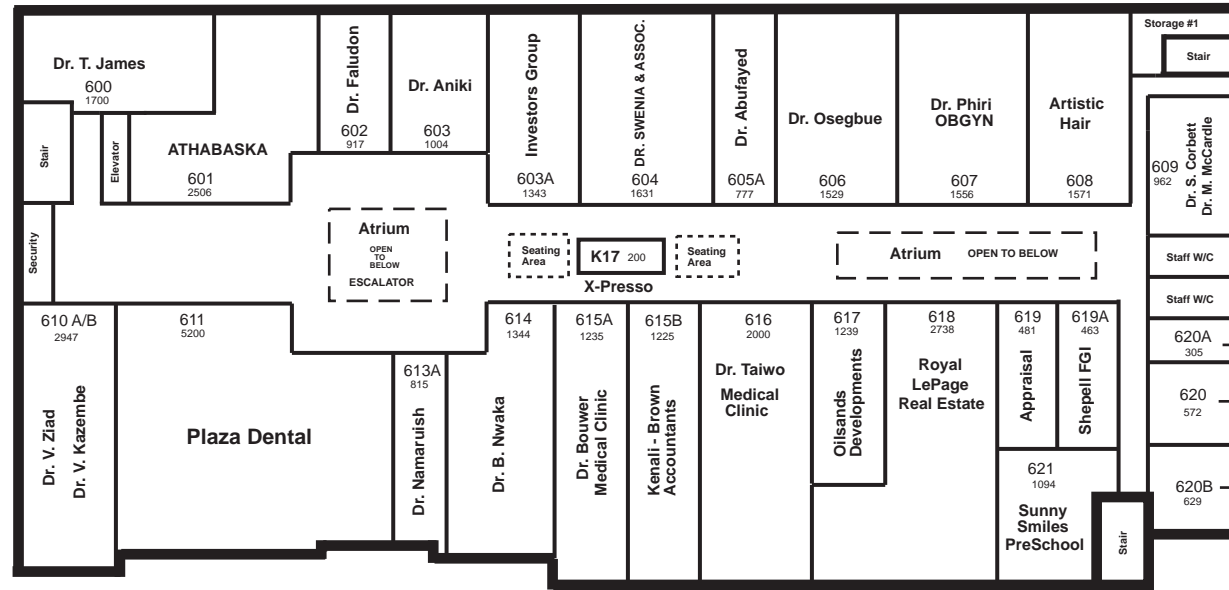 Dr. T. James
600
1700
Stair
Elevator
ATHABASKA
601
2506
Dr. Faludon
602
917
Dr. Aniki
603
1004
Investors Group
603A
1343
DR. SWENIA & ASSOC.
604
1631
Dr. Abufayed
605A
777
Dr. Osegbue
606
1529
Dr. Phiri
OBGYN
607
1556
Artistic
Hair
608
1571
Storage #1
Stair
609
962
Dr. S. Corbett
Dr. M. McCardle
Security
Atrium
OPEN
TO
BELOW
ESCALATOR
Seating
Area
K17 200
X-Presso
Seating
Area
Atrium OPEN TO BELOW
Staff W/C
Staff W/C
610 A/B
2947
Dr. V. Ziad
Dr. V. Kazembe
611
5200
Plaza Dental
613A
815
Dr. Namaruish
614
1344
Dr. B. Nwaka
615A
1235
Dr. Bouwer
Medical Clinic
615B
1225
Kenali - Brown
Accountants
616
2000
Dr. Taiwo
Medical
Clinic
617
1239
Oilsands
Developments
618
2738
Royal
LePage
Real Estate
619
481
Appraisal
619A
463
Shepell FGI
620A
305
620
572
620B
629
621
1094
Sunny
Smiles
PreSchool
Stair